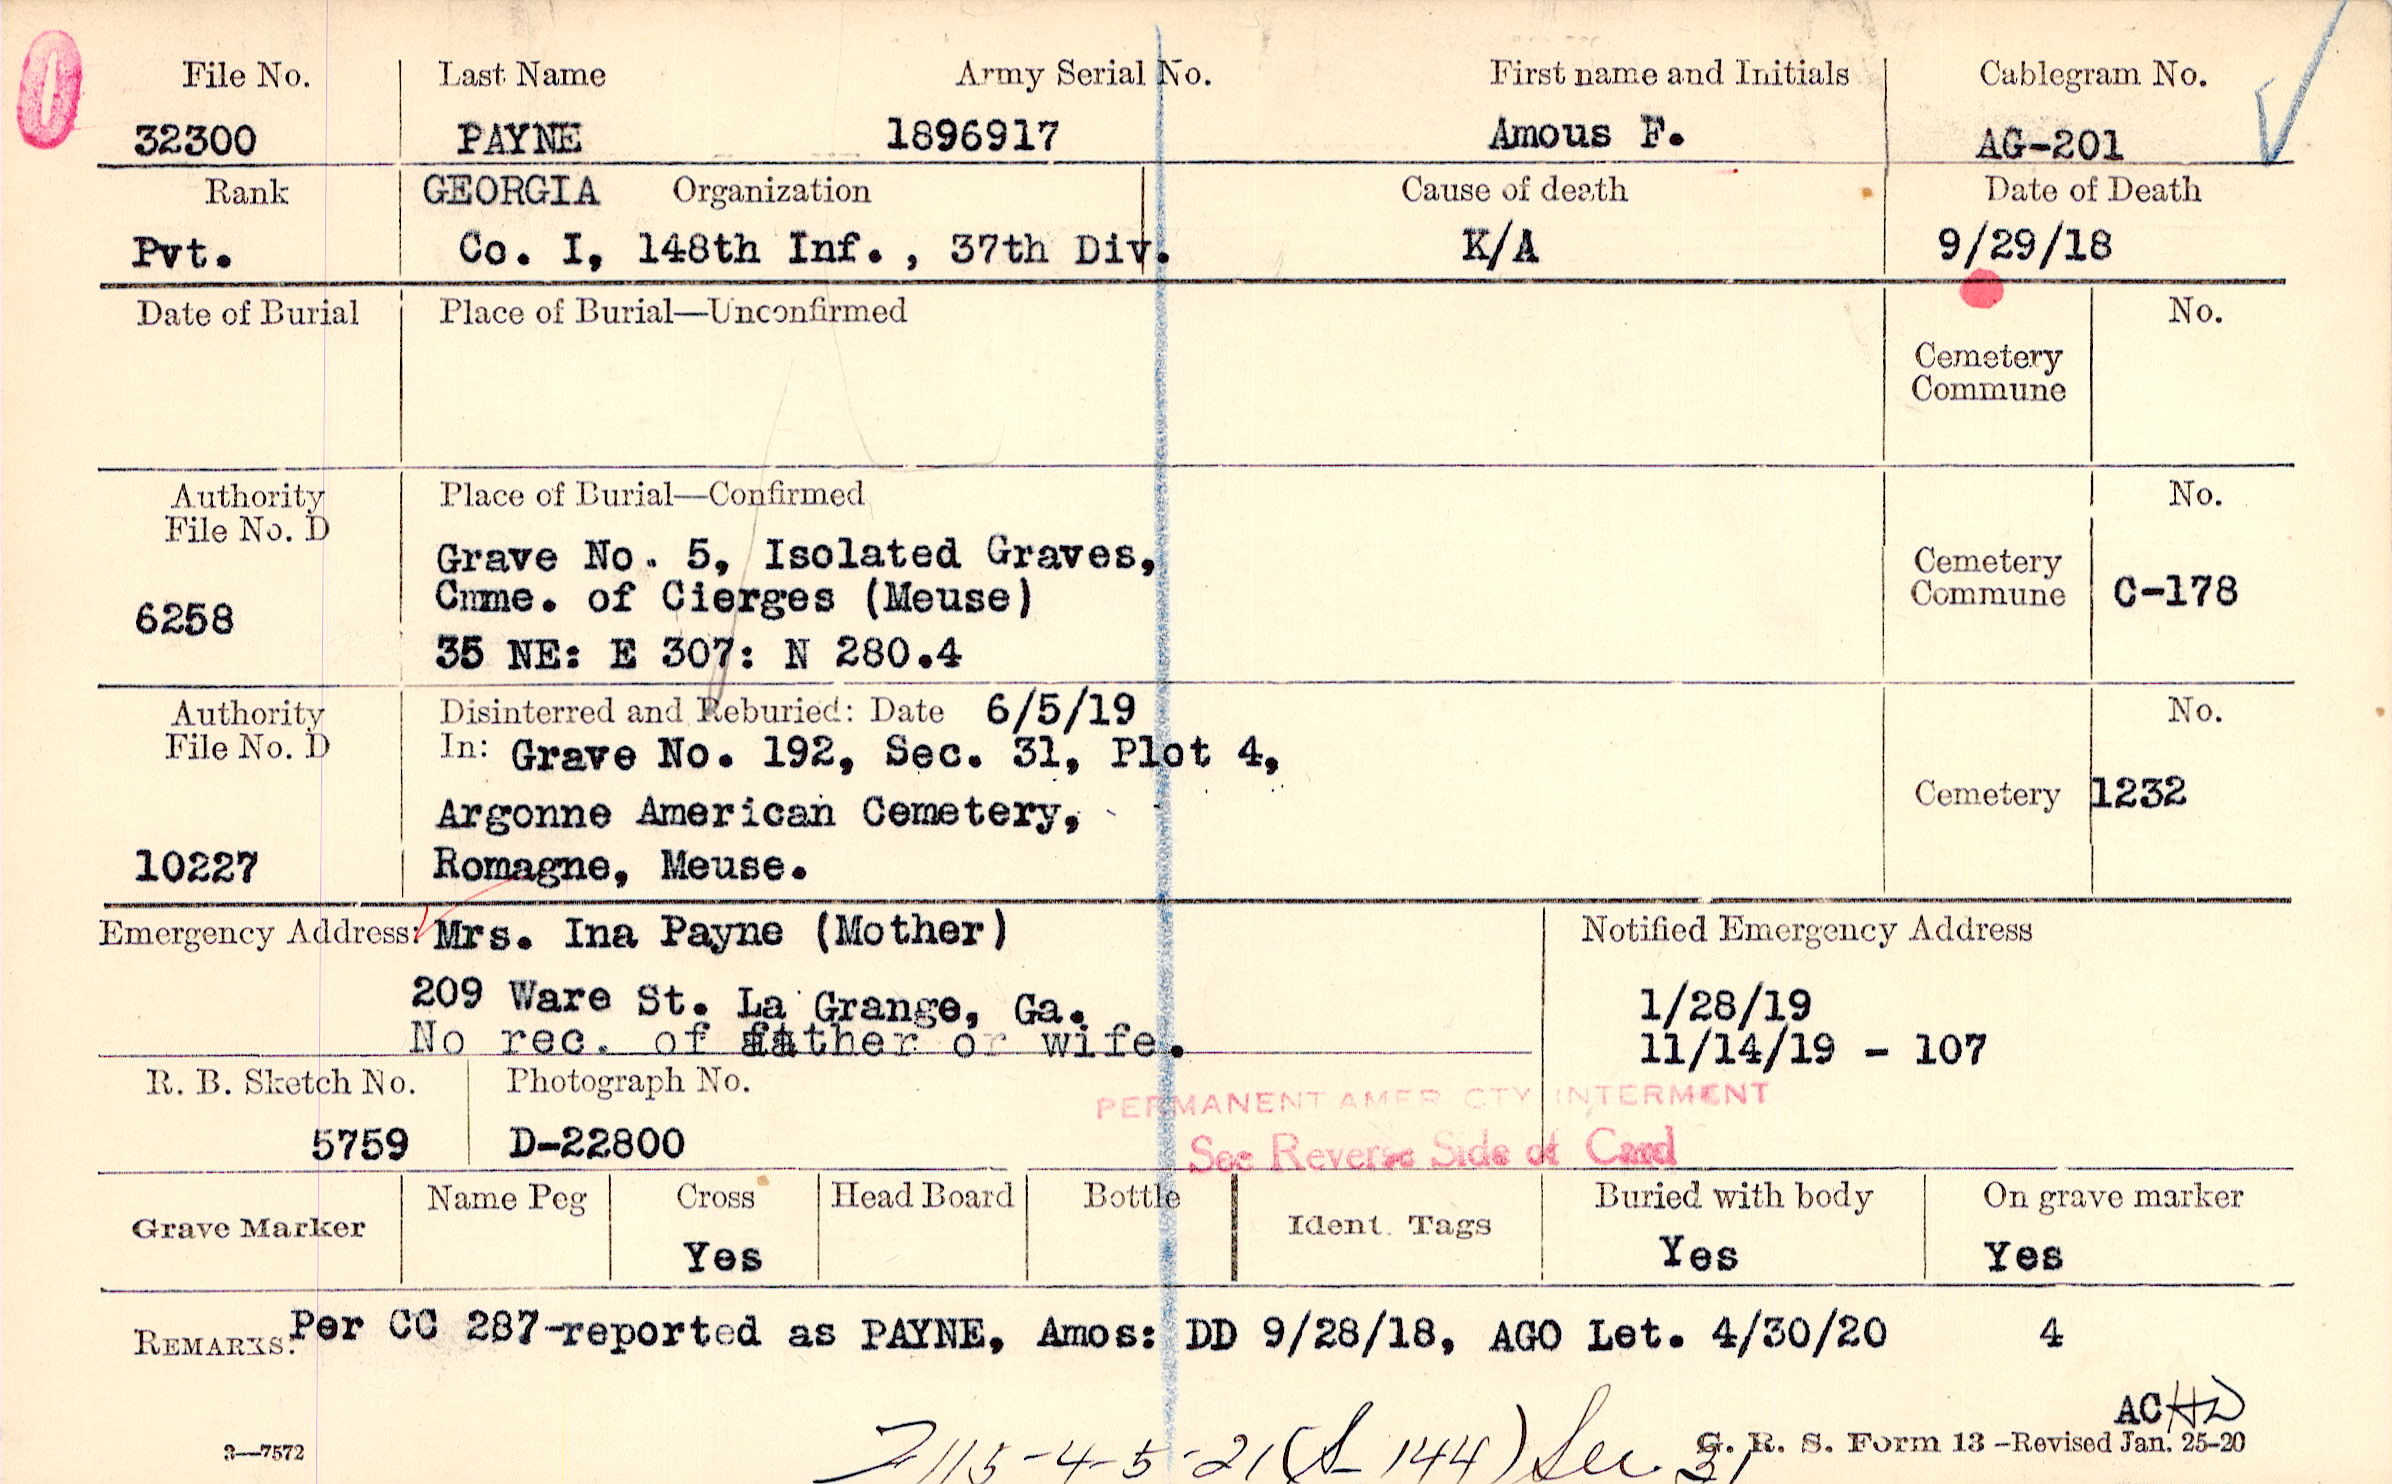 File No. Last Name Army Serial No. First name and Initials Cablegram No.
32300 PAYNE 1896917 Amous F. AG-201
Rank GEORGIA Organization Cause of death Date of Death
Pvt. Co. I, 148th Inf., 37th Div. K/A 9/29/18
Date of Burial Place of Burial—Unconfirmed No.
Cemetery
Commune
Authority Place of Burial—Confirmed No.
File No. D
Grave No. 5, Isolated Graves,
Cemetery
Cmme. of Cierges (Meuse)
Commune C-178
6258
35 NE: E 307: N 280.4
Authority Disinterred and Reburied: Date 6/5/19 No.
File No. D In: Grave No. 192, Sec. 31, Plot 4,
Cemetery 1232
Argonne American Cemetery,
10227 Romagne, Meuse.
Emergency Address: Mrs. Ina Payne (Mother) Notified Emergency Address
209 Ware St. La Grange, Ga. 1/28/19
No rec. of father or wife. 11/14/19 - 107
R. B. Sketch No. Photograph No.
PERMANENT AMER CTY INTERMENT
5759 D-22800 See Reverse Side of Card
Grave Marker Name Peg Cross Head Board Bottle Ident. Tags Buried with body On grave marker
Yes Yes Yes
REMARKS: Per CC 287-reported as PAYNE, Amos: DD 9/28/18, AGO Let. 4/30/20 4
AC
115-4-5-21 (S-144) Sec. 31
3—7572 G. R. S. Form 13-Revised Jan. 25-20